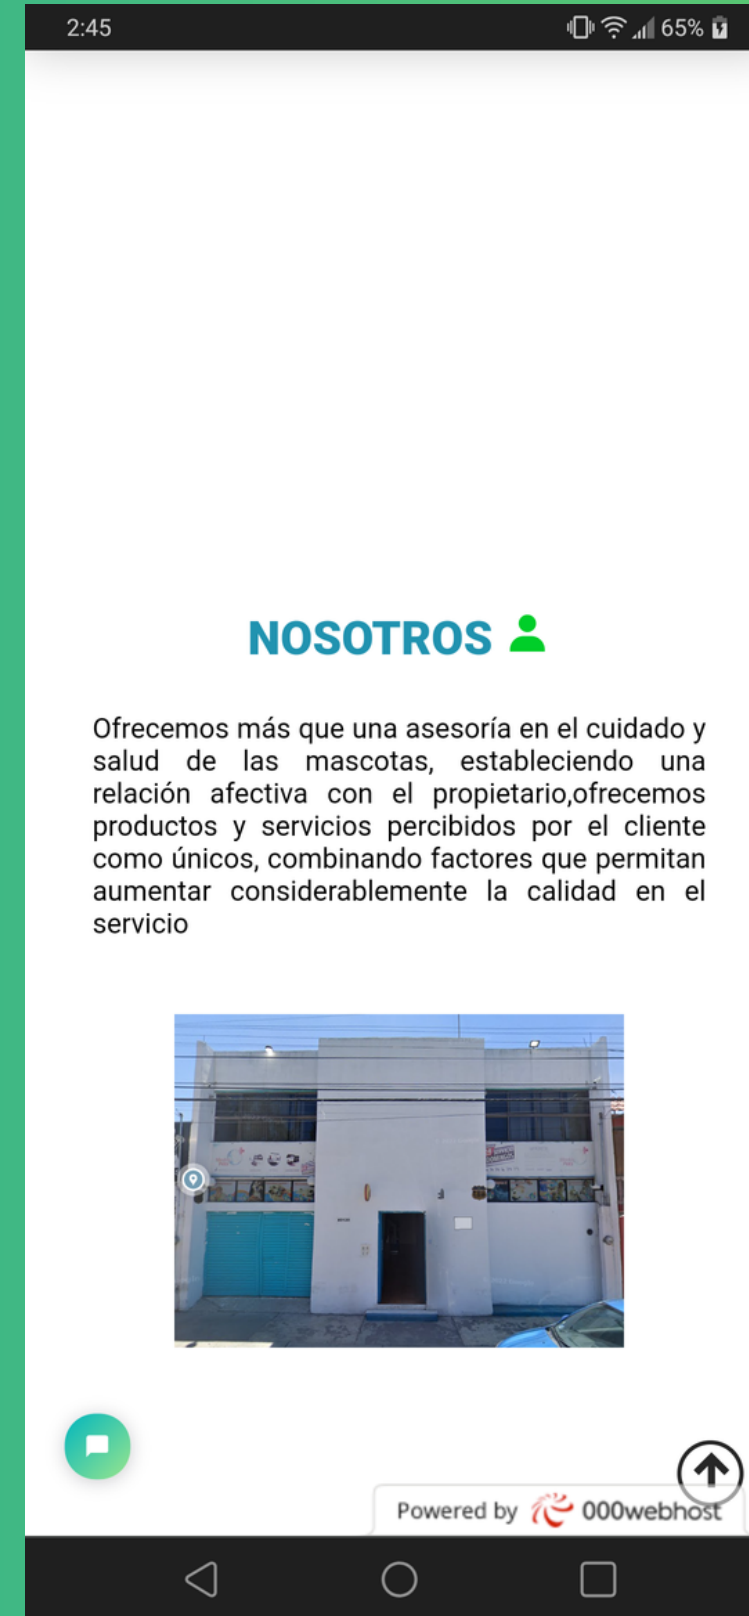 2:45
65%
NOSOTROS
Ofrecemos más que una asesoría en el cuidado y
salud de las mascotas, estableciendo una
relación afectiva con el propietario,ofrecemos
productos y servicios percibidos por el cliente
como únicos, combinando factores que permitan
aumentar considerablemente la calidad en el
servicio
Powered by 000webhost